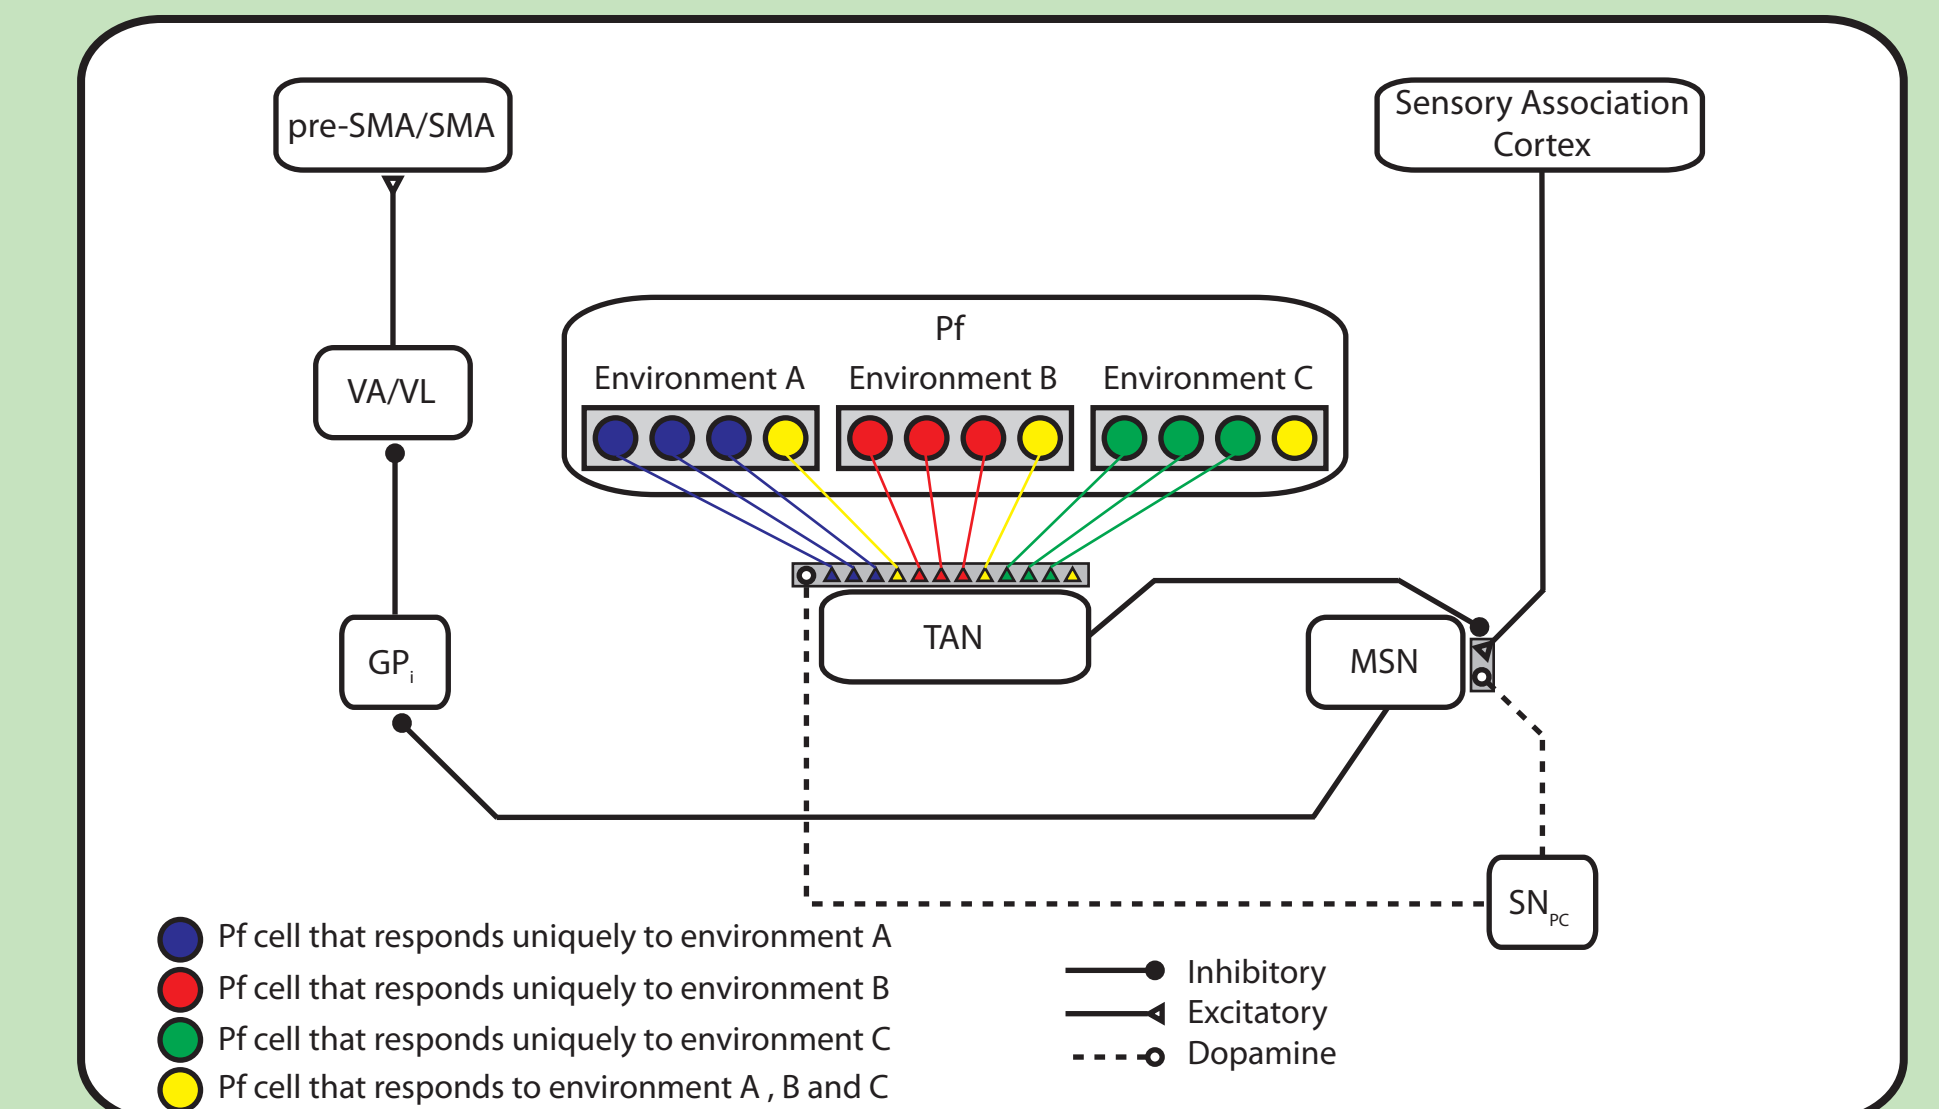 pre-SMA/SMA
Sensory Association
Cortex
Pf
Environment A
Environment B
Environment C
VA/VL
TAN
GPi
MSN
SNPC
Pf cell that responds uniquely to environment A
Pf cell that responds uniquely to environment B
Pf cell that responds uniquely to environment C
Pf cell that responds to environment A , B and C
Inhibitory
Excitatory
Dopamine